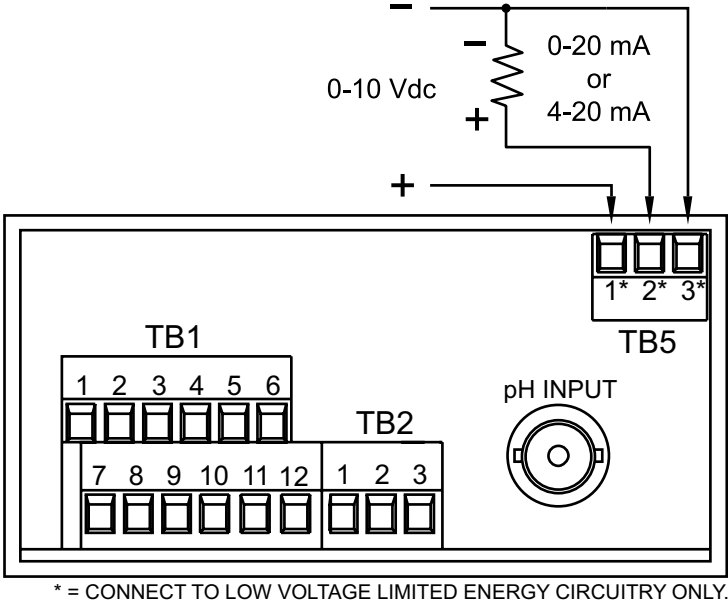 −
− 0-20 mA
0-10 Vdc or
+ 4-20 mA
+
1* 2* 3*
TB1 TB5
1 2 3 4 5 6 pH INPUT
TB2
7 8 9 10 11 12 1 2 3
* = CONNECT TO LOW VOLTAGE LIMITED ENERGY CIRCUITRY ONLY.